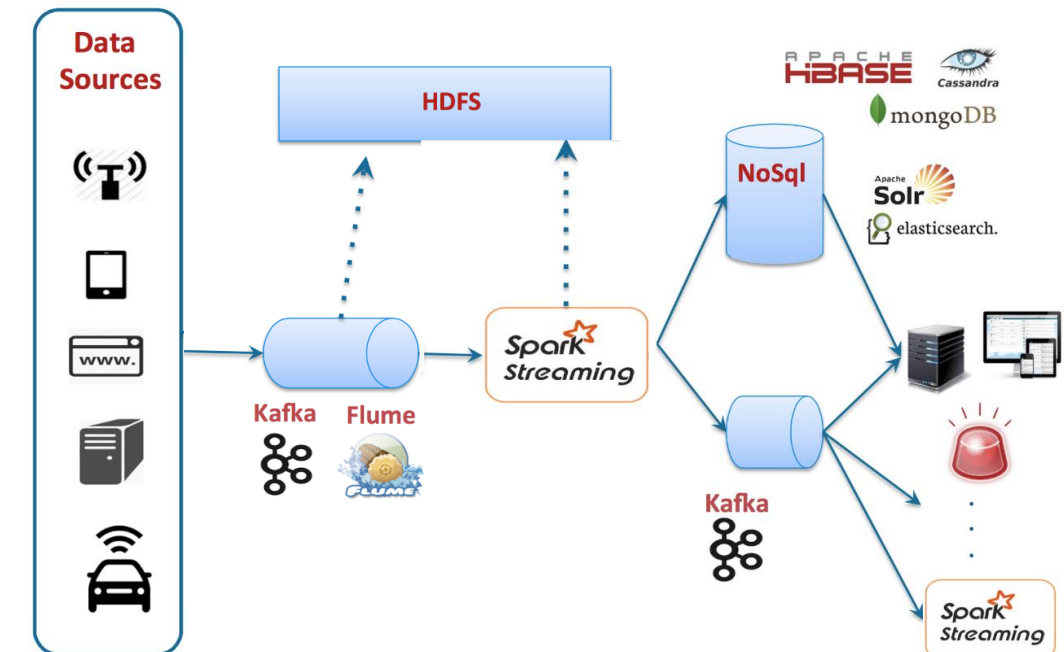 Data
Sources
www.
HDFS
Kafka
Flume
FLUME
Spark
Streaming
NoSql
Kafka
APACHE
HBASE
Cassandra
mongoDB
Apache
Solr
elasticsearch.
Spark
Streaming